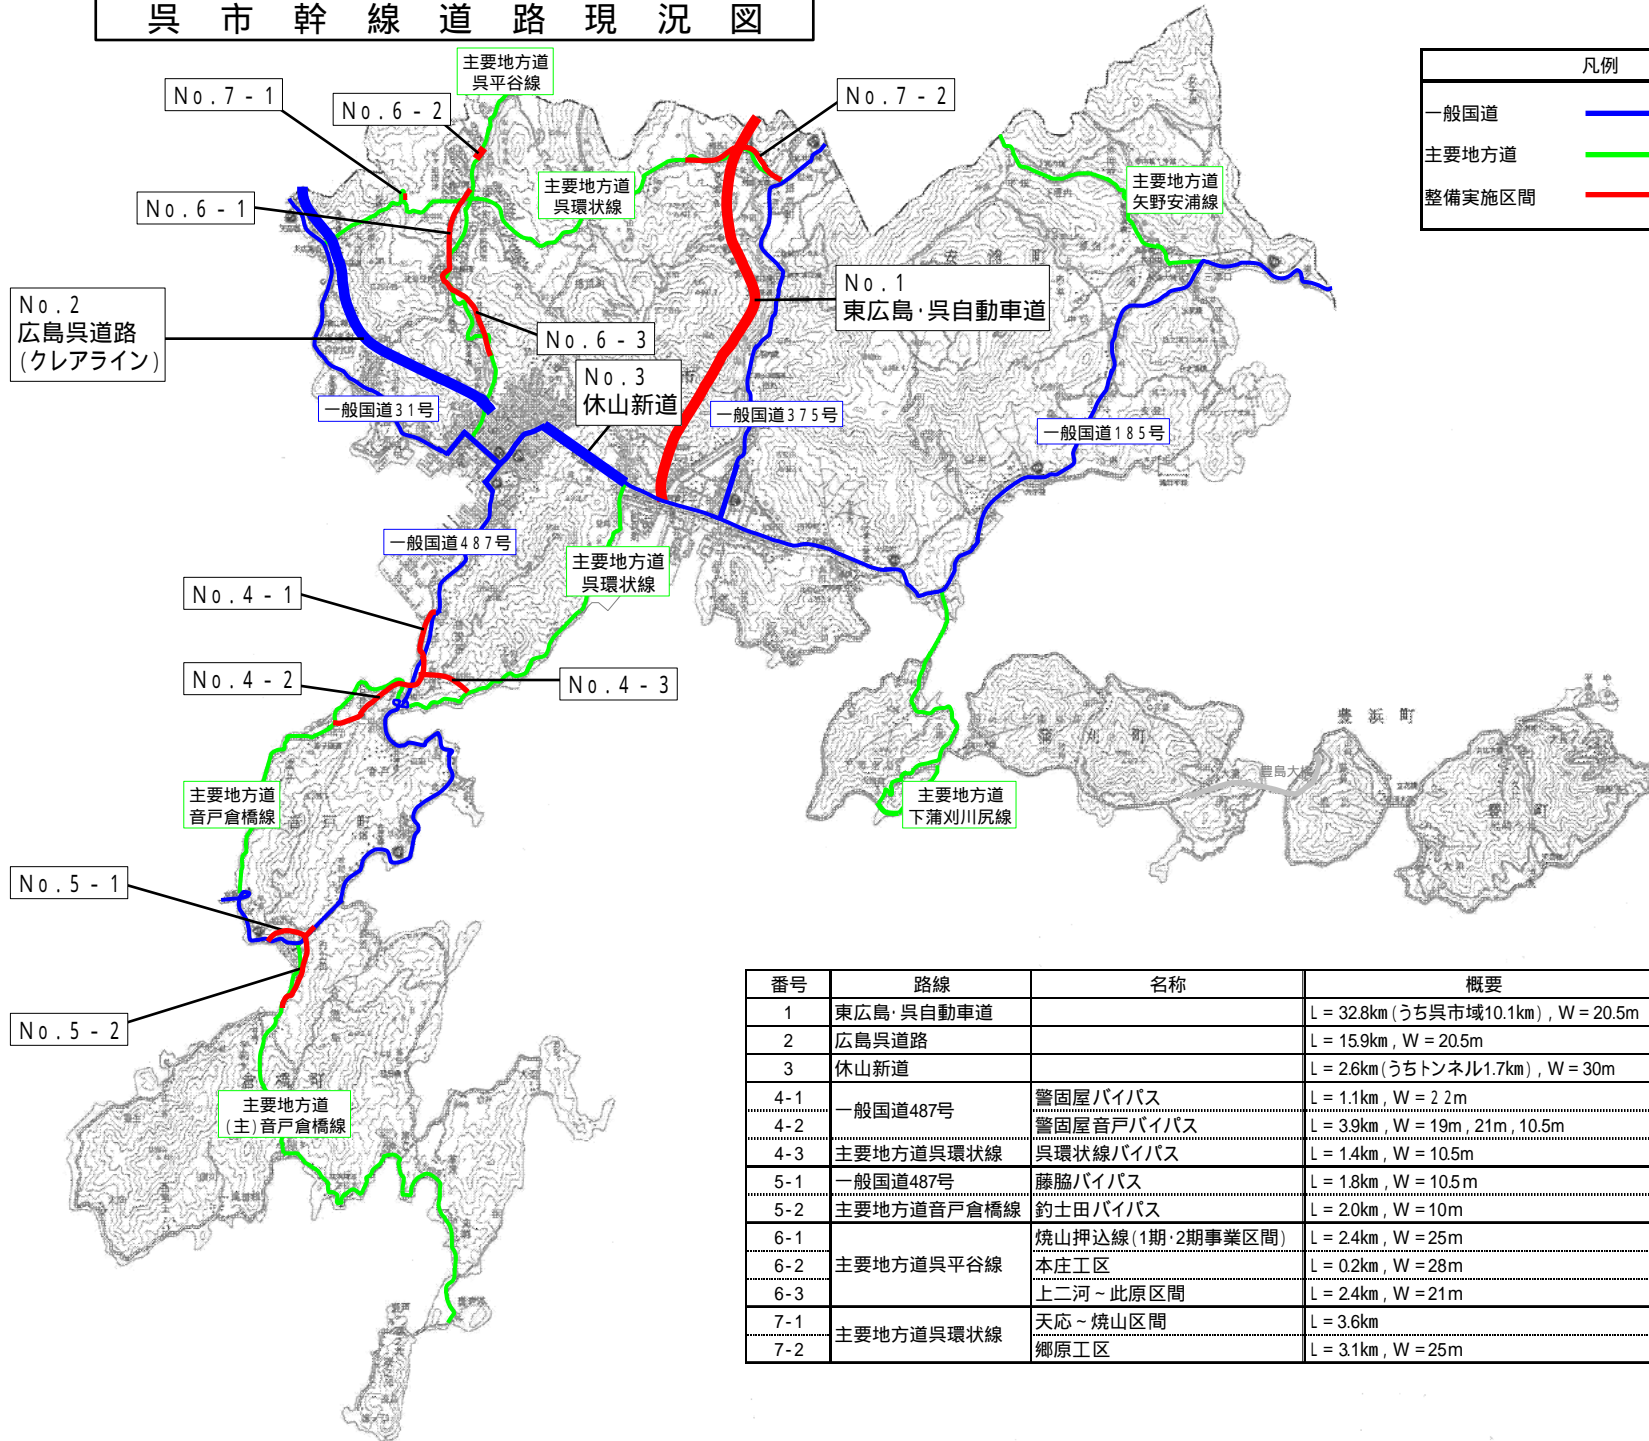 呉市幹線道路現況図
凡例
一般国道
主要地方道
整備実施区間
主要地方道
呉平谷線
No.7-1
No.6-2
No.7-2
主要地方道
呉環状線
主要地方道
矢野安浦線
No.6-1
No.2
広島呉道路
(クレアライン)
No.1
東広島・呉自動車道
No.6-3
No.3
休山新道
一般国道31号
一般国道375号
一般国道185号
一般国道487号
主要地方道
呉環状線
No.4-1
No.4-2
No.4-3
豊浜町
豊島大橋
主要地方道
音戸倉橋線
主要地方道
下蒲刈川尻線
No.5-1
No.5-2
主要地方道
(主)音戸倉橋線
番号 路線 名称 概要
1 東広島・呉自動車道 L=32.8km(うち呉市域10.1km), W=20.5m
2 広島呉道路 L=15.9km, W=20.5m
3 休山新道 L=2.6km(うちトンネル1.7km), W=30m
4-1 一般国道487号 警固屋バイパス L=1.1km, W=22m
4-2 警固屋音戸バイパス L=3.9km, W=19m, 21m, 10.5m
4-3 主要地方道呉環状線 呉環状線バイパス L=1.4km, W=10.5m
5-1 一般国道487号 藤脇バイパス L=1.8km, W=10.5m
5-2 主要地方道音戸倉橋線 釣士田バイパス L=2.0km, W=10m
6-1 主要地方道呉平谷線 焼山押込線(1期・2期事業区間) L=2.4km, W=25m
6-2 本庄工区 L=0.2km, W=28m
6-3 上二河~此原区間 L=2.4km, W=21m
7-1 主要地方道呉環状線 天応~焼山区間 L=3.6km
7-2 郷原工区 L=3.1km, W=25m